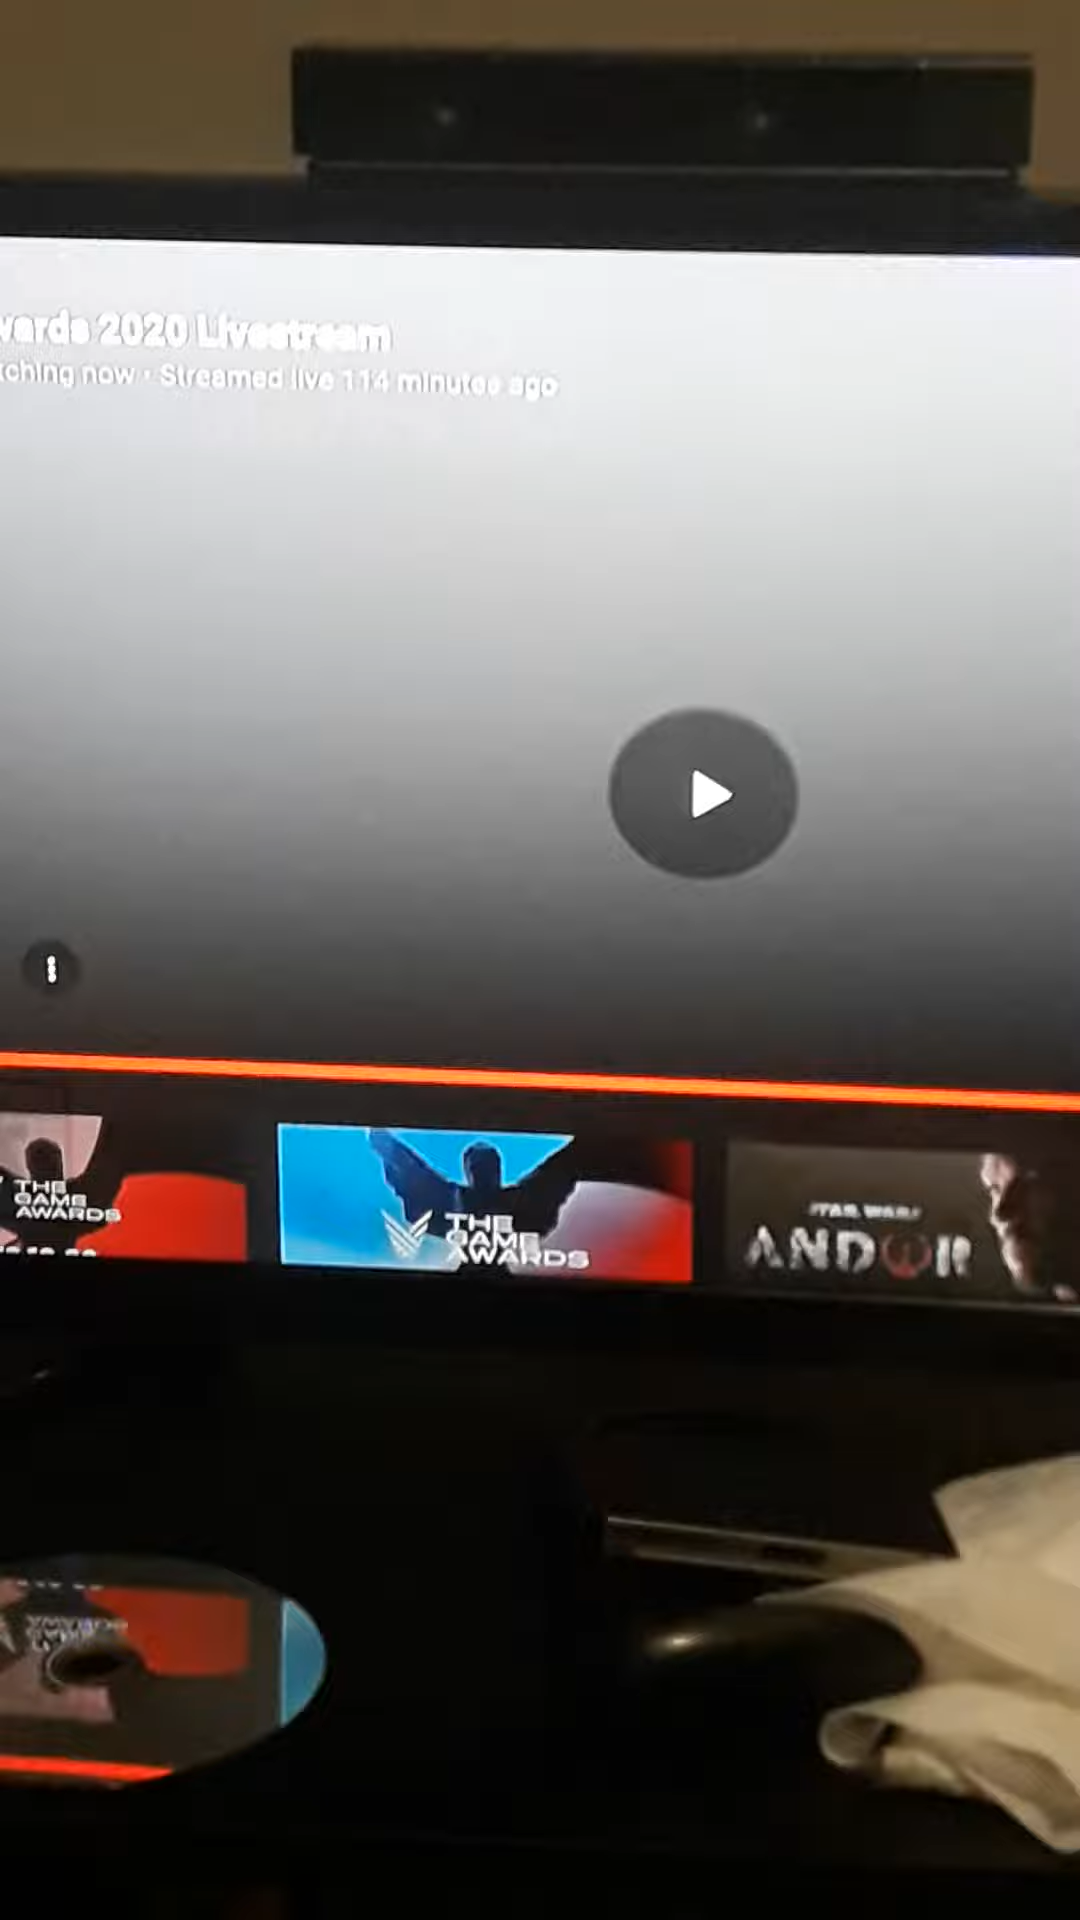 wards 2020 Livestream
tching now • Streamed live 114 minutes ago
THE
GAME
AWARDS
THE
GAME
AWARDS
STAR WARS
ANDOR